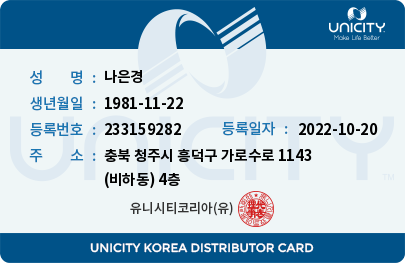 UNICITY
Make Life Better
성 명 : 나은경
생년월일 : 1981-11-22
등록번호 : 233159282 등록일자 : 2022-10-20
주 소 : 충북 청주시 흥덕구 가로수로 1143
(비하동) 4층
UNICITY
유니시티코리아(유)
UNICITY KOREA DISTRIBUTOR CARD